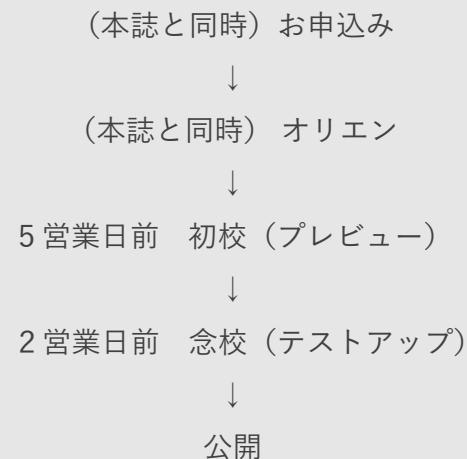 （本誌と同時）お申込み
↓
（本誌と同時） オリエン
↓
5 営業日前　初校（プレビュー）
↓
2 営業日前　念校（テストアップ）
↓
公開